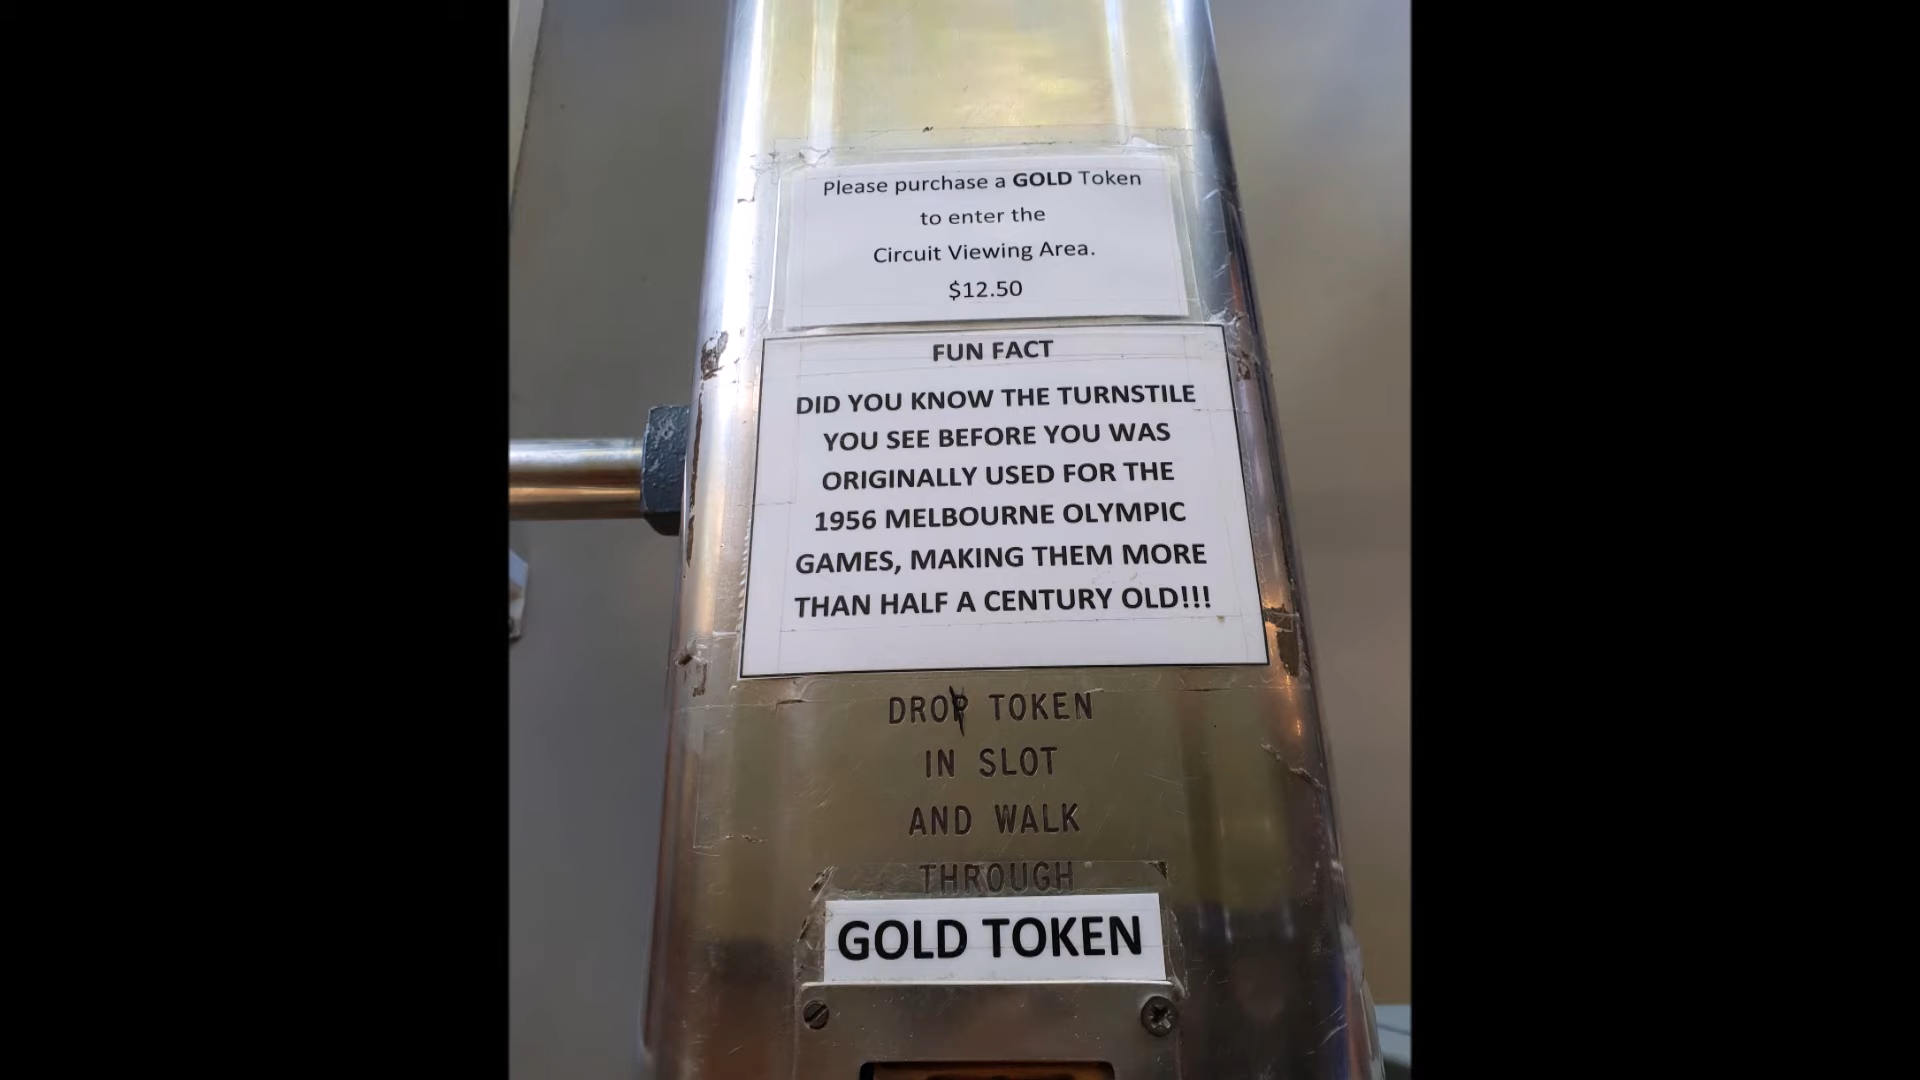 Please purchase a GOLD Token
to enter the
Circuit Viewing Area.
$12.50
FUN FACT
DID YOU KNOW THE TURNSTILE
YOU SEE BEFORE YOU WAS
ORIGINALLY USED FOR THE
1956 MELBOURNE OLYMPIC
GAMES, MAKING THEM MORE
THAN HALF A CENTURY OLD!!!
DROP TOKEN
IN SLOT
AND WALK
THROUGH
GOLD TOKEN